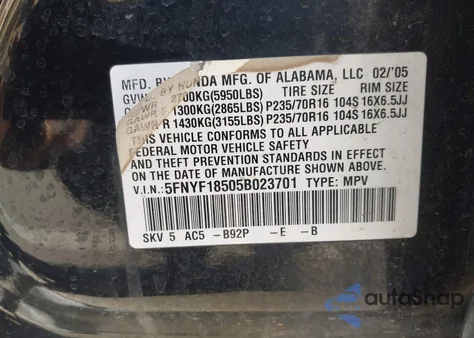 MFD. BY HONDA MFG. OF ALABAMA, LLC 02/'05
GVWR 2700KG(5950LBS) TIRE SIZE RIM SIZE
GAWR F 1300KG(2865LBS) P235/70R16 104S 16X6.5JJ
GAWR R 1430KG(3155LBS) P235/70R16 104S 16X6.5JJ
THIS VEHICLE CONFORMS TO ALL APPLICABLE
FEDERAL MOTOR VEHICLE SAFETY
AND THEFT PREVENTION STANDARDS IN EFFECT ON THE
DATE OF MANUFACTURE SHOWN ABOVE.
V.I.N.: 5FNYF18505B023701 TYPE: MPV
SKV 5 AC5 -B92P -E -B
autoSnap